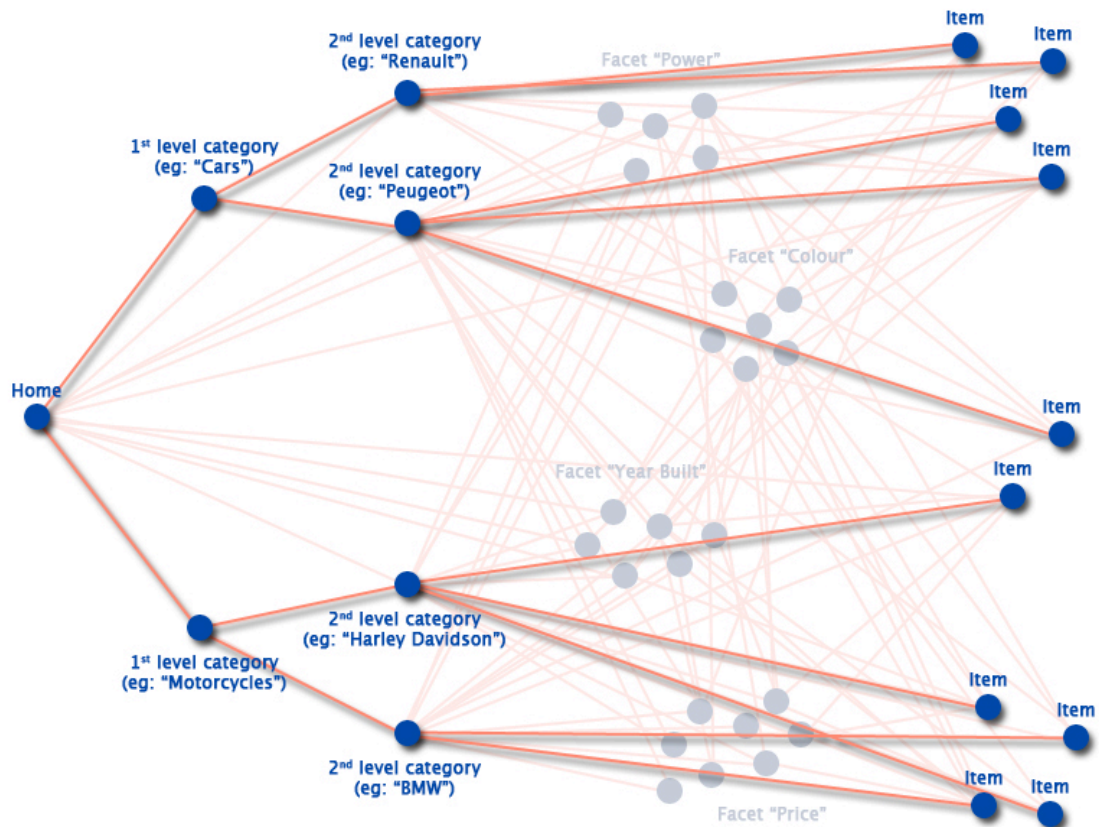 Item
Item
2nd level category
(eg: “Renault”)
Facet “Power”
Item
1st level category
(eg: “Cars”)
Item
2nd level category
(eg: “Peugeot”)
Facet “Colour”
Home
Item
Item
Facet “Year Built”
2nd level category
(eg: “Harley Davidson”)
1st level category
(eg: “Motorcycles”)
Item
Item
2nd level category
(eg: “BMW”)
Item
Item
Facet “Price”